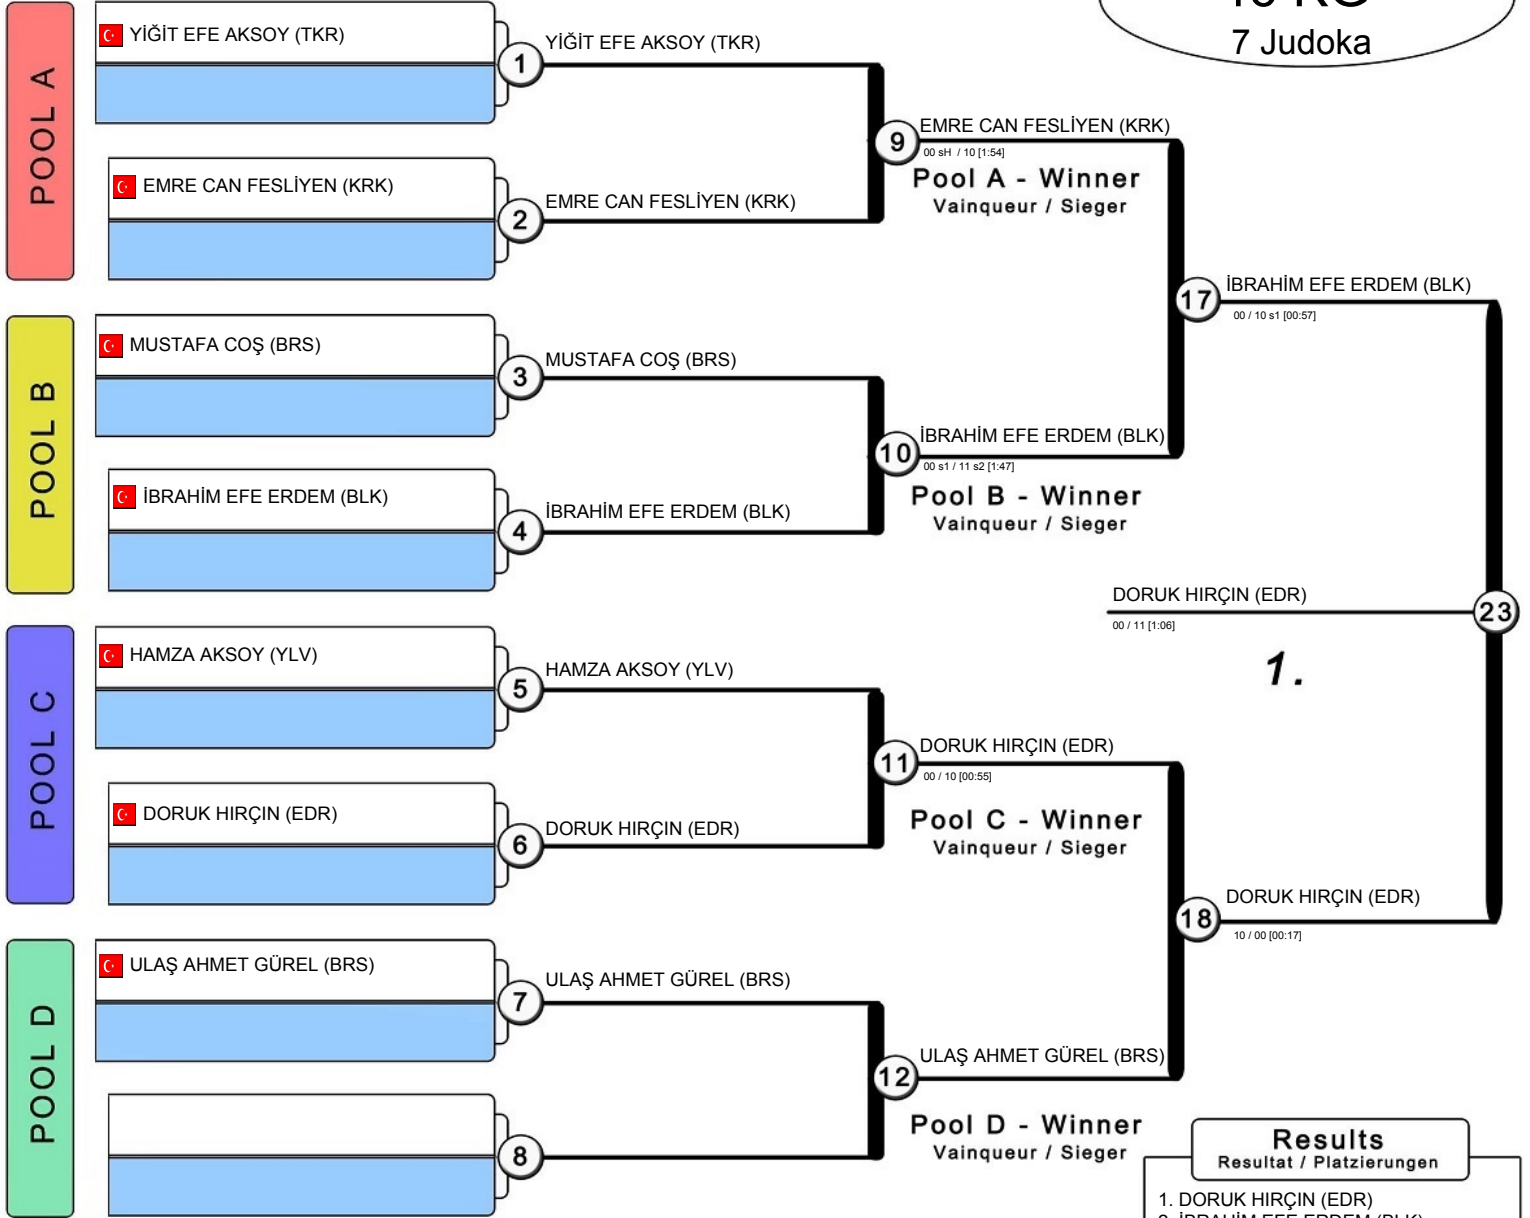 7 Judoka
POOL A
YİĞİT EFE AKSOY (TKR)
1
YİĞİT EFE AKSOY (TKR)
EMRE CAN FESLİYEN (KRK)
2
EMRE CAN FESLİYEN (KRK)
9
EMRE CAN FESLİYEN (KRK)
00 sH / 10 [1:54]
Pool A - Winner
Vainqueur / Sieger
POOL B
MUSTAFA COŞ (BRS)
3
MUSTAFA COŞ (BRS)
İBRAHİM EFE ERDEM (BLK)
4
İBRAHİM EFE ERDEM (BLK)
10
İBRAHİM EFE ERDEM (BLK)
00 s1 / 11 s2 [1:47]
Pool B - Winner
Vainqueur / Sieger
17
İBRAHİM EFE ERDEM (BLK)
00 / 10 s1 [00:57]
DORUK HIRÇIN (EDR)
00 / 11 [1:06]
23
1.
POOL C
HAMZA AKSOY (YLV)
5
HAMZA AKSOY (YLV)
DORUK HIRÇIN (EDR)
6
DORUK HIRÇIN (EDR)
11
DORUK HIRÇIN (EDR)
00 / 10 [00:55]
Pool C - Winner
Vainqueur / Sieger
18
DORUK HIRÇIN (EDR)
10 / 00 [00:17]
POOL D
ULAŞ AHMET GÜREL (BRS)
7
ULAŞ AHMET GÜREL (BRS)
8
12
ULAŞ AHMET GÜREL (BRS)
Pool D - Winner
Vainqueur / Sieger
Results
Resultat / Platzierungen
1. DORUK HIRÇIN (EDR)
2. İBRAHİM EFE ERDEM (BLK)